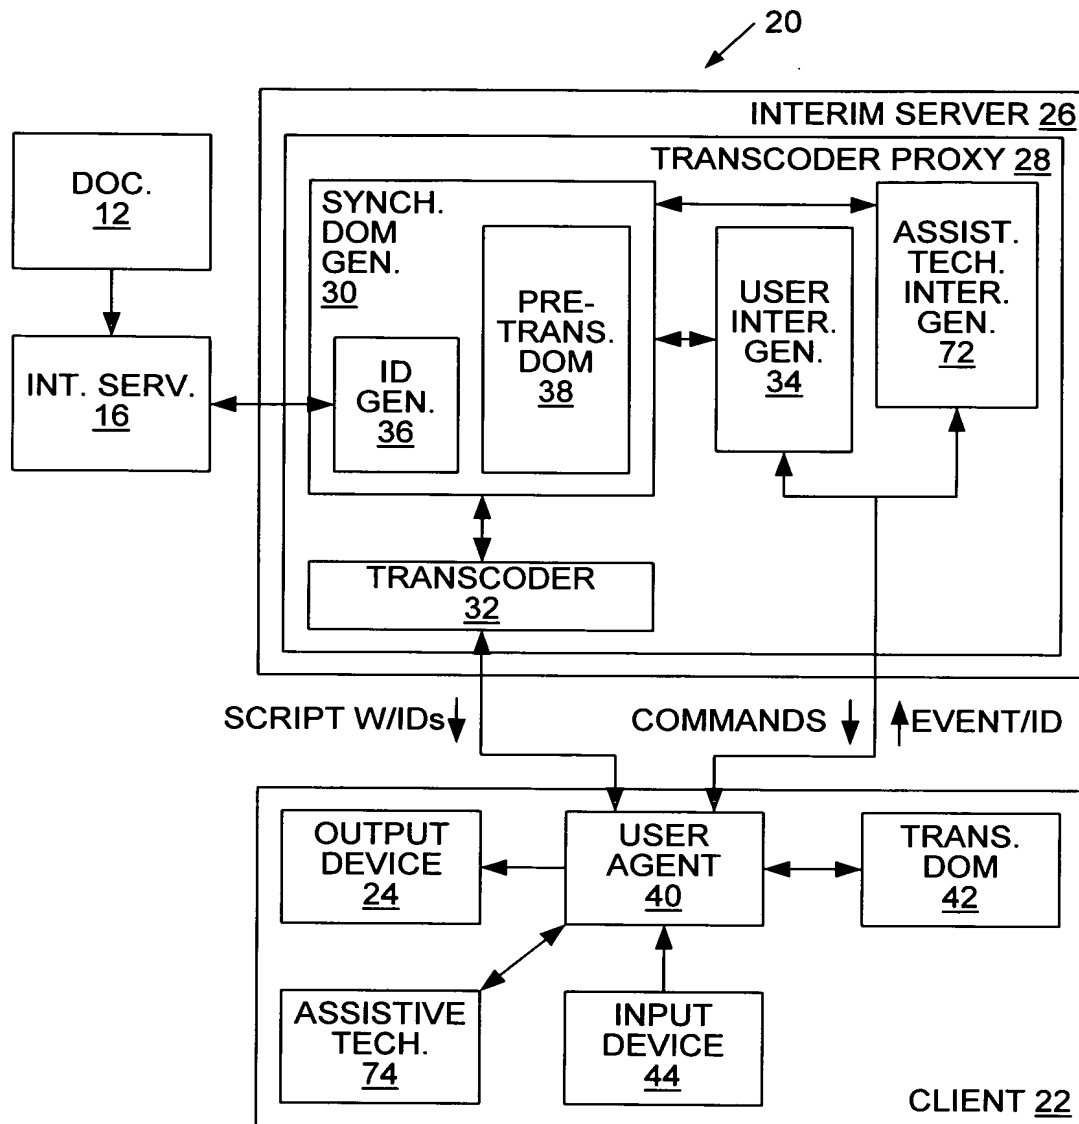 20
INTERIM SERVER 26
TRANSCODER PROXY 28
DOC.
12
INT. SERV.
16
SYNCH.
DOM
GEN.
30
ID
GEN.
36
PRE-
TRANS.
DOM
38
USER
INTER.
GEN.
34
ASSIST.
TECH.
INTER.
GEN.
72
TRANSCODER
32
SCRIPT W/IDs
COMMANDS
EVENT/ID
OUTPUT
DEVICE
24
USER
AGENT
40
TRANS.
DOM
42
ASSISTIVE
TECH.
74
INPUT
DEVICE
44
CLIENT 22